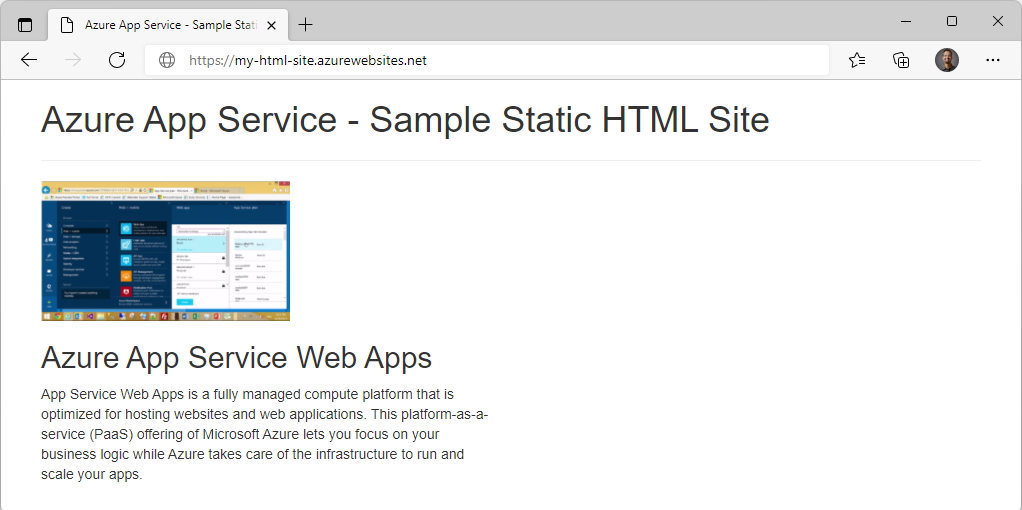 Azure App Service - Sample Stati
https://my-html-site.azurewebsites.net
Azure App Service - Sample Static HTML Site
Azure App Service Web Apps
App Service Web Apps is a fully managed compute platform that is
optimized for hosting websites and web applications. This platform-as-a-
service (PaaS) offering of Microsoft Azure lets you focus on your
business logic while Azure takes care of the infrastructure to run and
scale your apps.